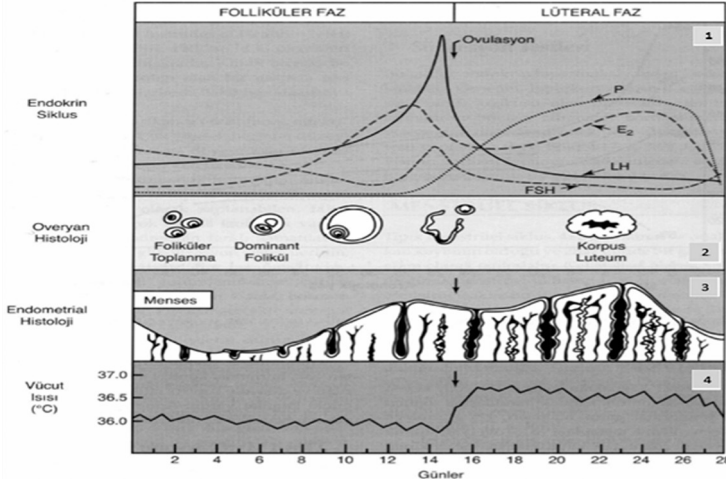 FOLLİKÜLER FAZ
LÜTERAL FAZ
1
Ovulasyon
Endokrin
Siklus
P
E2
LH
FSH
Overyan
Histoloji
Foliküler
Toplanma
Dominant
Folikül
Korpus
Luteum
2
Endometrial
Histoloji
Menses
3
Vücut
Isısı
(°C)
37.0
36.5
36.0
4
2 4 6 8 10 12 14 16 18 20 22 24 26 28
Günler